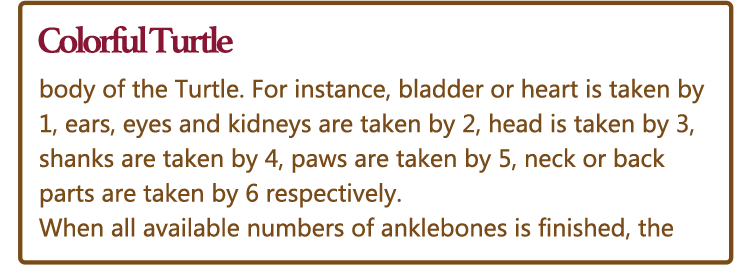 Colorful Turtle
body of the Turtle. For instance, bladder or heart is taken by
1, ears, eyes and kidneys are taken by 2, head is taken by 3,
shanks are taken by 4, paws are taken by 5, neck or back
parts are taken by 6 respectively.
When all available numbers of anklebones is finished, the